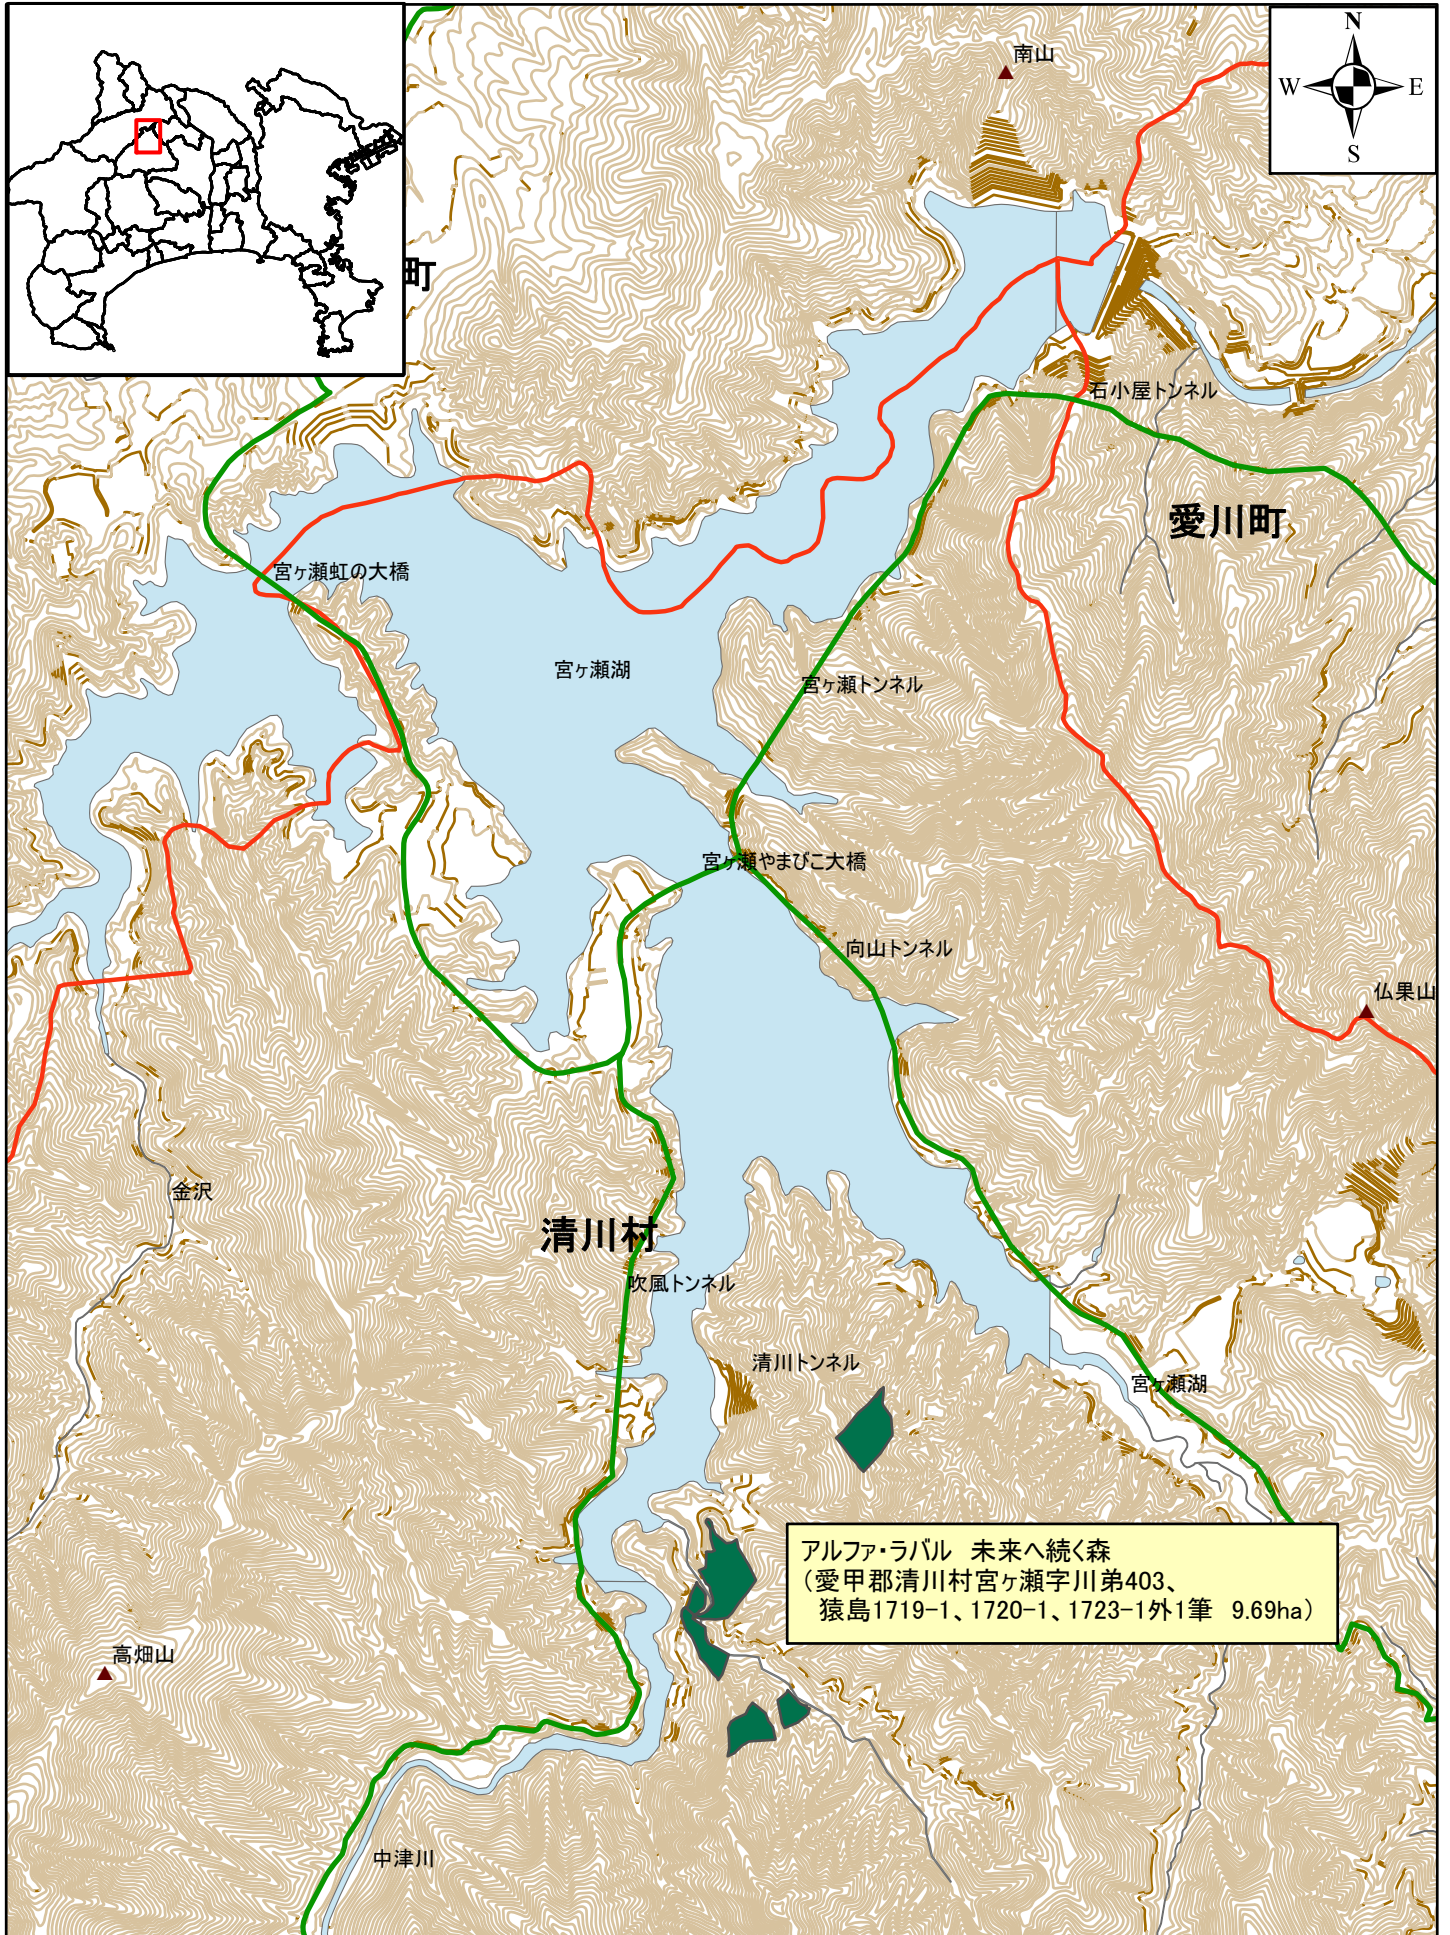 南山
N
W
E
S
町
石小屋トンネル
愛川町
宮ヶ瀬虹の大橋
宮ヶ瀬湖
宮ヶ瀬トンネル
宮ヶ瀬やまびこ大橋
向山トンネル
仏果山
金沢
清川村
吹風トンネル
清川トンネル
宮ヶ瀬湖
アルファ・ラバル 未来へ続く森
（愛甲郡清川村宮ヶ瀬字川弟403、
猿島1719-1、1720-1、1723-1外1筆 9.69ha）
高畑山
中津川